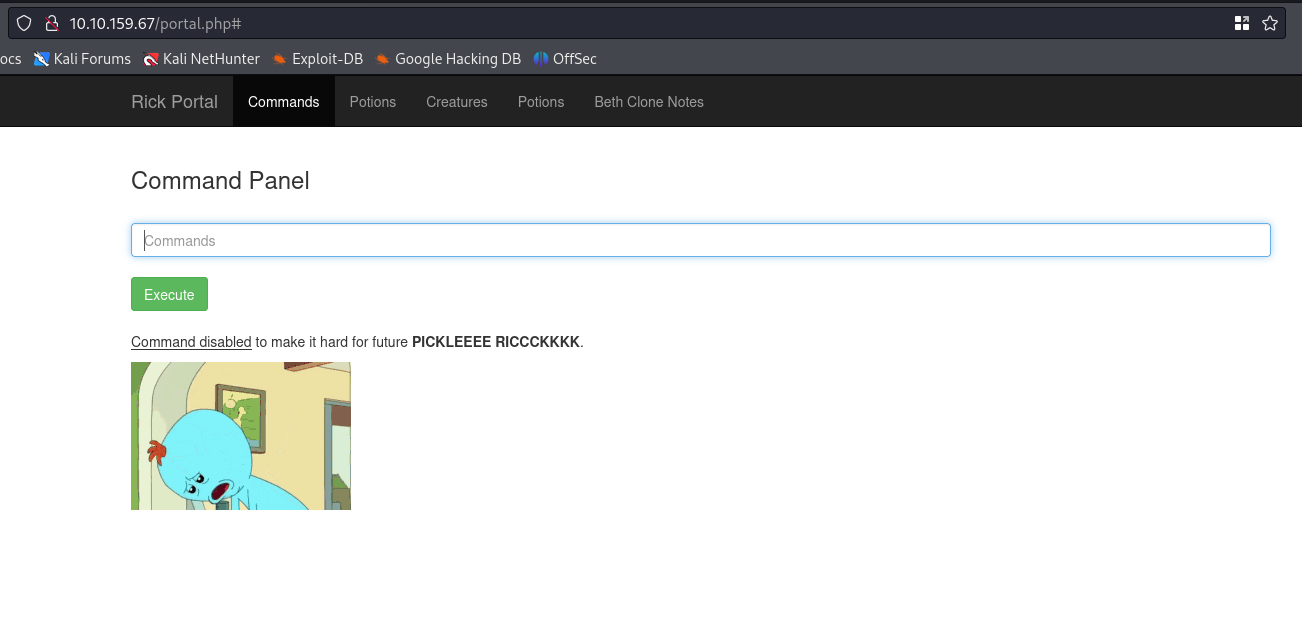 10.10.159.67/portal.php#
ocs Kali Forums Kali NetHunter Exploit-DB Google Hacking DB OffSec
Rick Portal Commands Potions Creatures Potions Beth Clone Notes
Command Panel
Commands
Execute
Command disabled to make it hard for future PICKLEEEE RICCCKKKK.